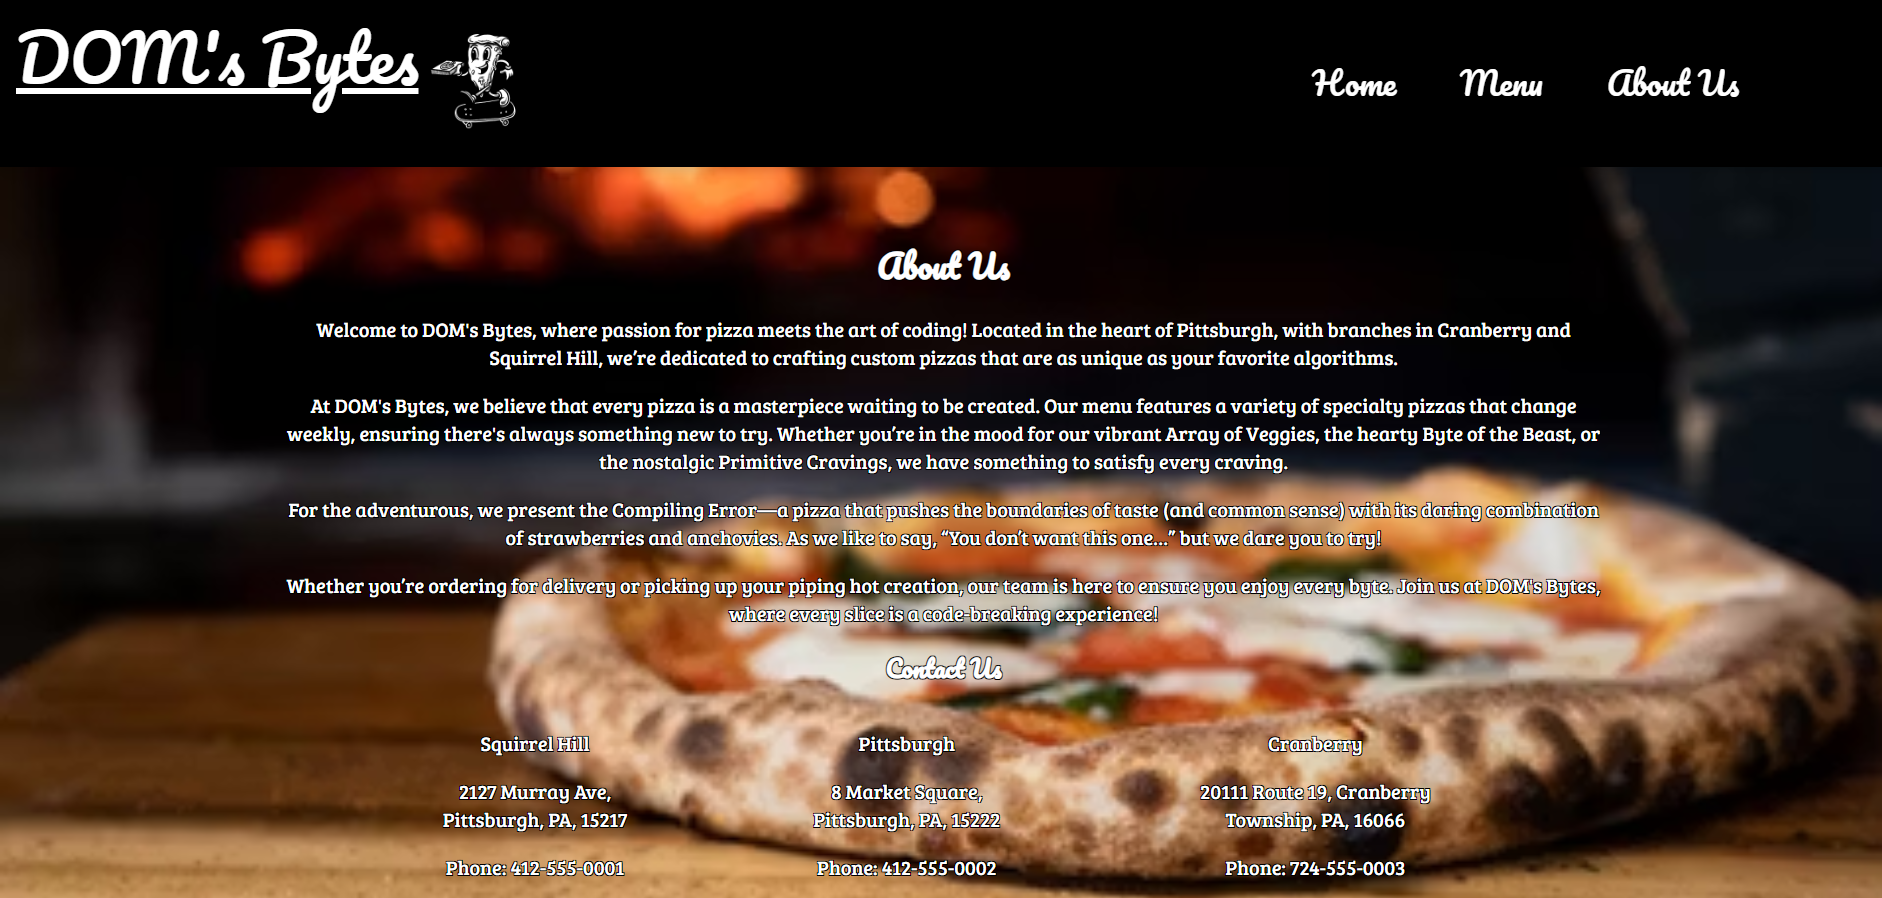 DOM's Bytes
Home Menu About Us
About Us
Welcome to DOM's Bytes, where passion for pizza meets the art of coding! Located in the heart of Pittsburgh, with branches in Cranberry and
Squirrel Hill, we’re dedicated to crafting custom pizzas that are as unique as your favorite algorithms.
At DOM's Bytes, we believe that every pizza is a masterpiece waiting to be created. Our menu features a variety of specialty pizzas that change
weekly, ensuring there's always something new to try. Whether you’re in the mood for our vibrant Array of Veggies, the hearty Byte of the Beast, or
the nostalgic Primitive Cravings, we have something to satisfy every craving.
For the adventurous, we present the Compiling Error—a pizza that pushes the boundaries of taste (and common sense) with its daring combination
of strawberries and anchovies. As we like to say, “You don’t want this one...” but we dare you to try!
Whether you’re ordering for delivery or picking up your piping hot creation, our team is here to ensure you enjoy every byte. Join us at DOM's Bytes,
where every slice is a code-breaking experience!
Contact Us
Squirrel Hill
2127 Murray Ave,
Pittsburgh, PA, 15217
Phone: 412-555-0001
Pittsburgh
8 Market Square,
Pittsburgh, PA, 15222
Phone: 412-555-0002
Cranberry
20111 Route 19, Cranberry
Township, PA, 16066
Phone: 724-555-0003